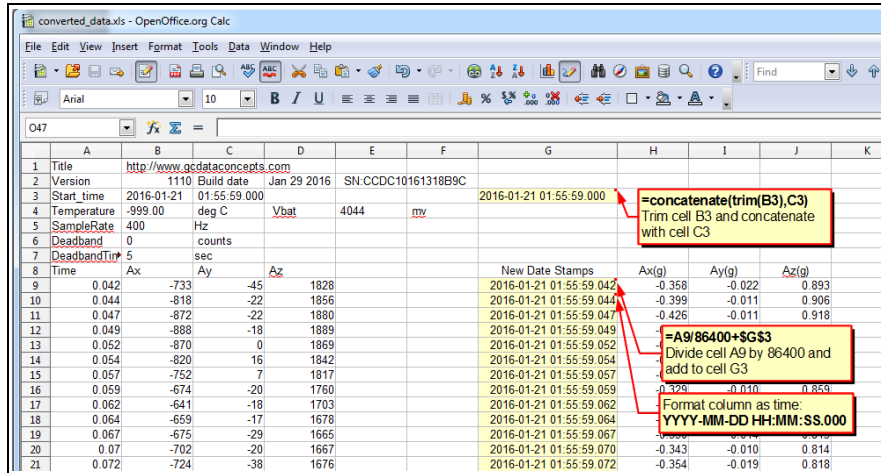 converted_data.xls - OpenOffice.org Calc
File Edit View Insert Format Tools Data Window Help
Find
Arial 10
O47
A B C D E F G H I J K
1 Title http://www.gcdataconcepts.com
2 Version 1110 Build date Jan 29 2016 SN:CCDC10161318B9C
3 Start_time 2016-01-21 01:55:59.000 2016-01-21 01:55:59.000
4 Temperature -999.00 deg C Vbat 4044 mv
5 SampleRate 400 Hz
6 Deadband 0 counts
7 DeadbandTim 5 sec
8 Time Ax Ay Az New Date Stamps Ax(g) Ay(g) Az(g)
9 0.042 -733 -45 1828 2016-01-21 01:55:59.042 -0.358 -0.022 0.893
10 0.044 -818 -22 1856 2016-01-21 01:55:59.044 -0.399 -0.011 0.906
11 0.047 -872 -22 1880 2016-01-21 01:55:59.047 -0.426 -0.011 0.918
12 0.049 -888 -18 1889 2016-01-21 01:55:59.049
13 0.052 -870 0 1869 2016-01-21 01:55:59.052
14 0.054 -820 16 1842 2016-01-21 01:55:59.054
15 0.057 -752 7 1817 2016-01-21 01:55:59.057
16 0.059 -674 -20 1760 2016-01-21 01:55:59.059 -0.329 -0.010 0.859
17 0.062 -641 -18 1703 2016-01-21 01:55:59.062
18 0.064 -659 -17 1678 2016-01-21 01:55:59.064
19 0.067 -675 -29 1665 2016-01-21 01:55:59.067
20 0.07 -702 -20 1667 2016-01-21 01:55:59.070 -0.343 -0.010 0.814
21 0.072 -724 -38 1676 2016-01-21 01:55:59.072 -0.354 -0.019 0.818
=concatenate(trim(B3),C3)
Trim cell B3 and concatenate
with cell C3
=A9/86400+$G$3
Divide cell A9 by 86400 and
add to cell G3
Format column as time:
YYYY-MM-DD HH:MM:SS.000